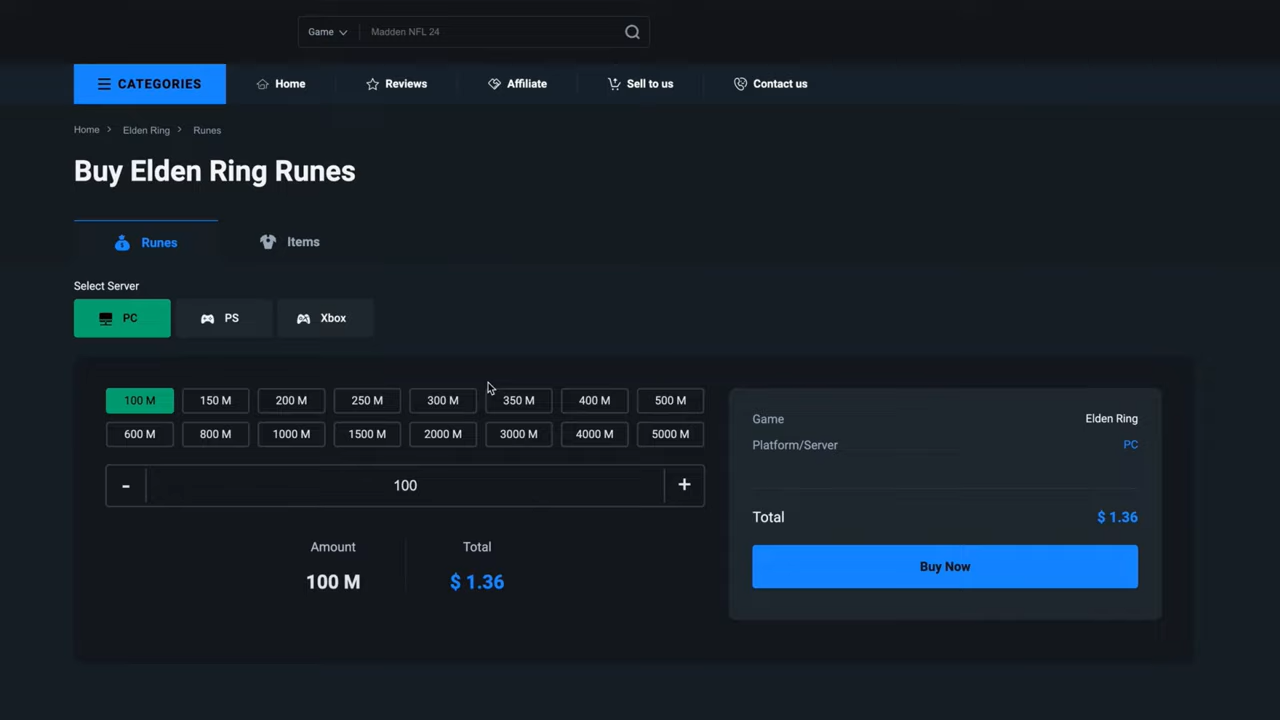 Game Madden NFL 24
CATEGORIES Home Reviews Affiliate Sell to us Contact us
Home > Elden Ring > Runes
Buy Elden Ring Runes
Runes Items
Select Server
PC PS Xbox
100 M 150 M 200 M 250 M 300 M 350 M 400 M 500 M
600 M 800 M 1000 M 1500 M 2000 M 3000 M 4000 M 5000 M
- 100 +
Amount Total
100 M $ 1.36
Game Elden Ring
Platform/Server PC
Total $ 1.36
Buy Now